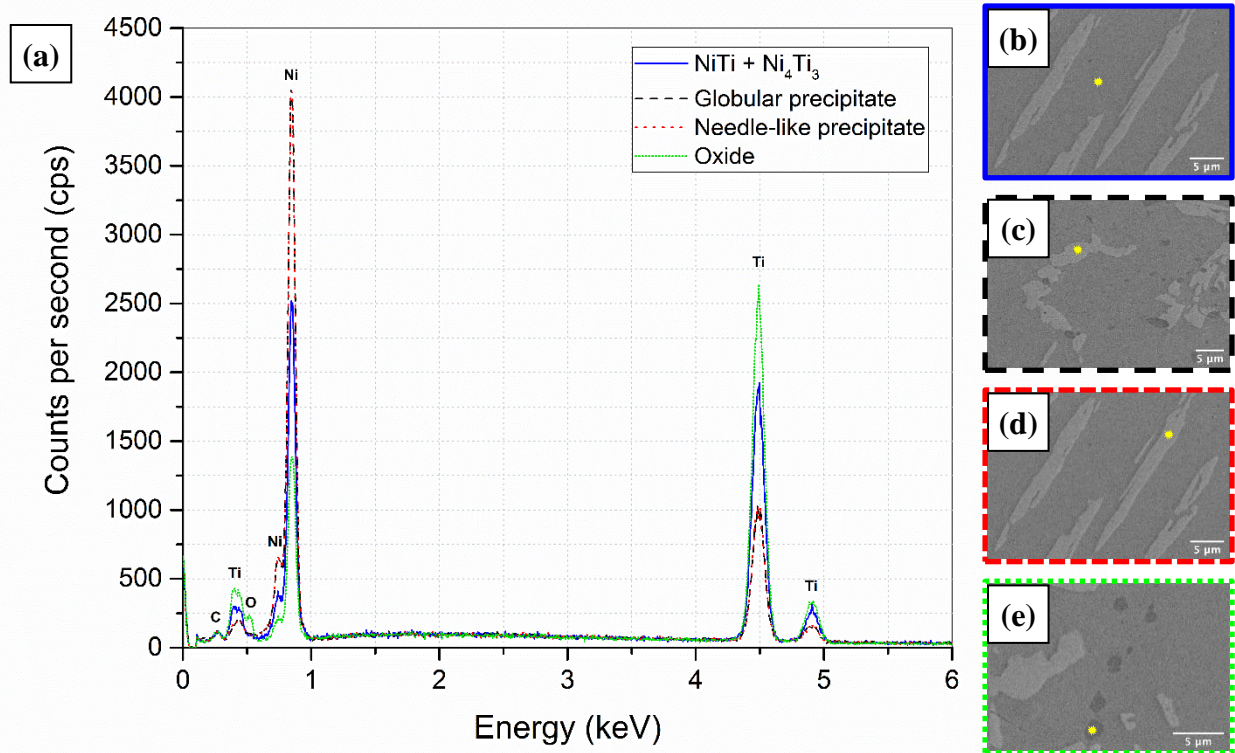 (a)
Counts per second (cps)
4500
4000
3500
3000
2500
2000
1500
1000
500
0
0 1 2 3 4 5 6
Energy (keV)
NiTi + Ni₄Ti₃
Globular precipitate
Needle-like precipitate
Oxide
C
Ti
O
Ni
Ni
Ti
Ti
(b)
5 µm
(c)
5 µm
(d)
5 µm
(e)
5 µm